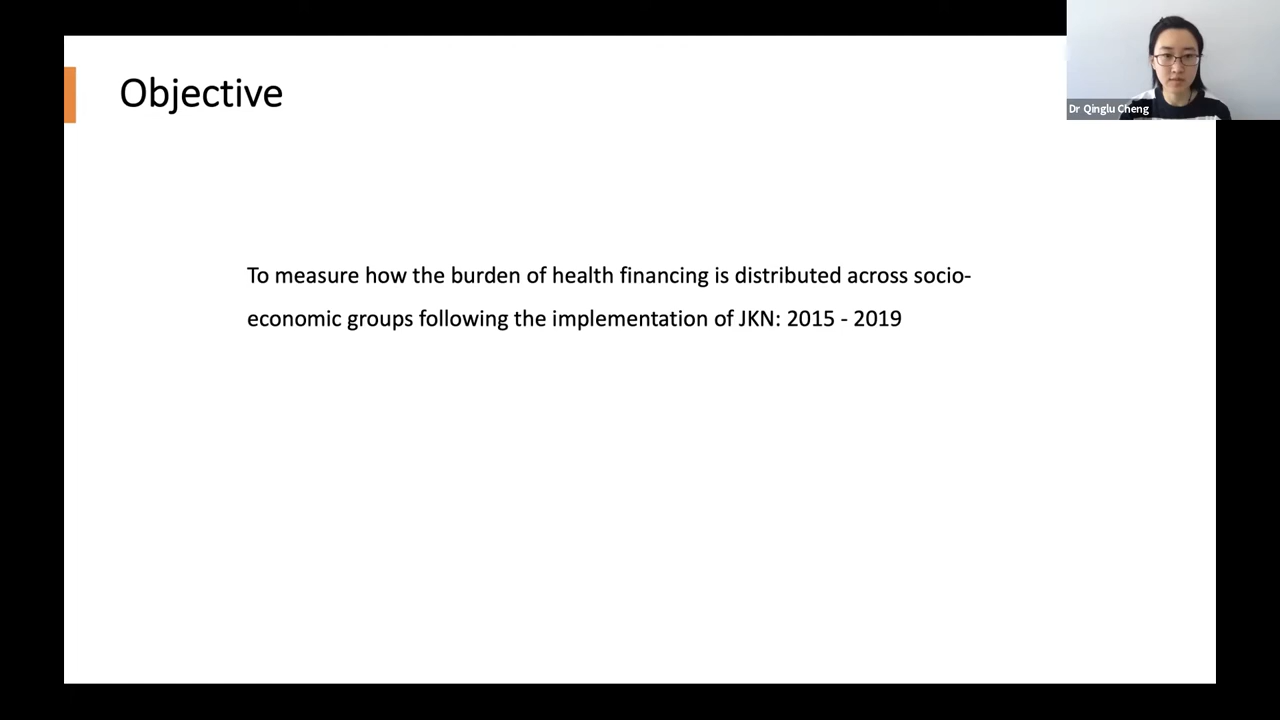 Objective
To measure how the burden of health financing is distributed across socio-
economic groups following the implementation of JKN: 2015 - 2019
Dr Qinglu Cheng